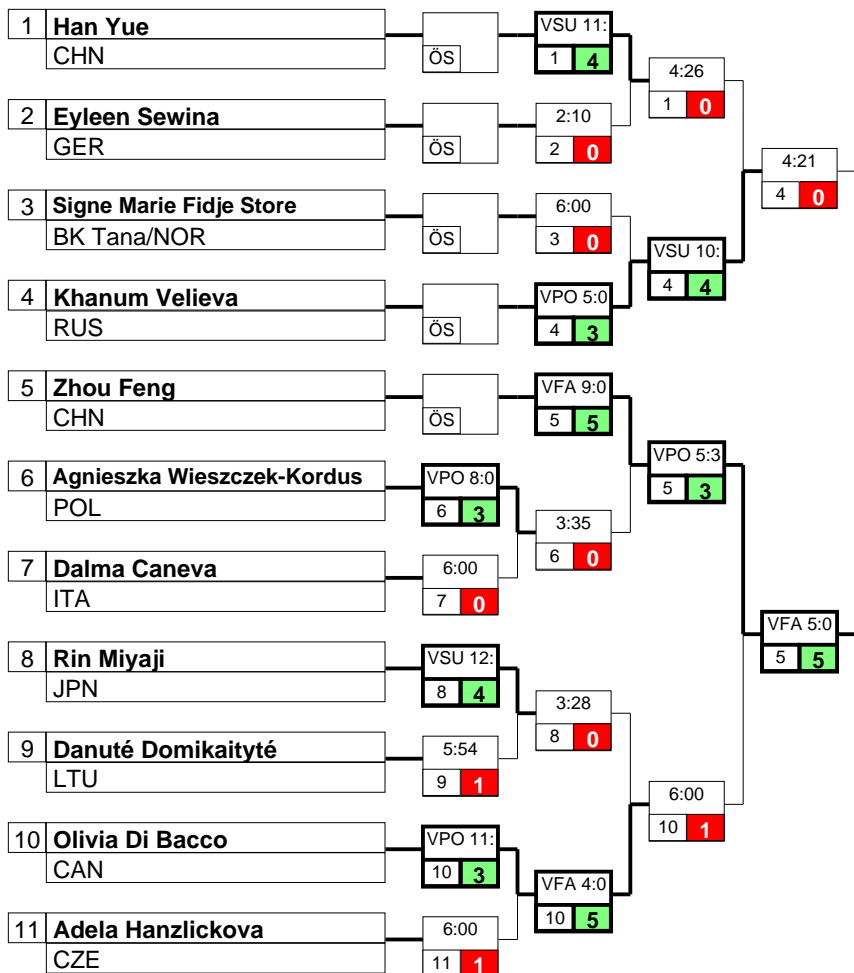 1 Han Yue
CHN
ÖS
VSU 11:
1 4
4:26
1 0
2 Eyleen Sewina
GER
ÖS
2:10
2 0
4:21
4 0
3 Signe Marie Fidje Store
BK Tana/NOR
ÖS
6:00
3 0
VSU 10:
4 4
4 Khanum Velieva
RUS
ÖS
VPO 5:0
4 3
5 Zhou Feng
CHN
ÖS
VFA 9:0
5 5
VPO 5:3
5 3
6 Agnieszka Wieszczek-Kordus
POL
VPO 8:0
6 3
3:35
6 0
7 Dalma Caneva
ITA
6:00
7 0
VFA 5:0
5 5
8 Rin Miyaji
JPN
VSU 12:
8 4
3:28
8 0
9 Danuté Domikaityté
LTU
5:54
9 1
6:00
10 1
10 Olivia Di Bacco
CAN
VPO 11:
10 3
VFA 4:0
10 5
11 Adela Hanzlickova
CZE
6:00
11 1